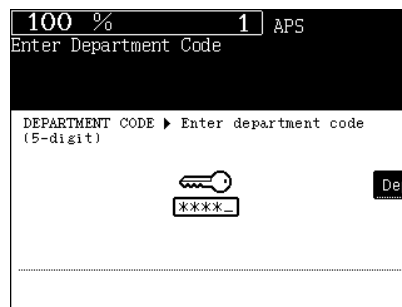 100 % 1 APS
Enter Department Code
DEPARTMENT CODE ▶ Enter department code
(5-digit)
****_
De